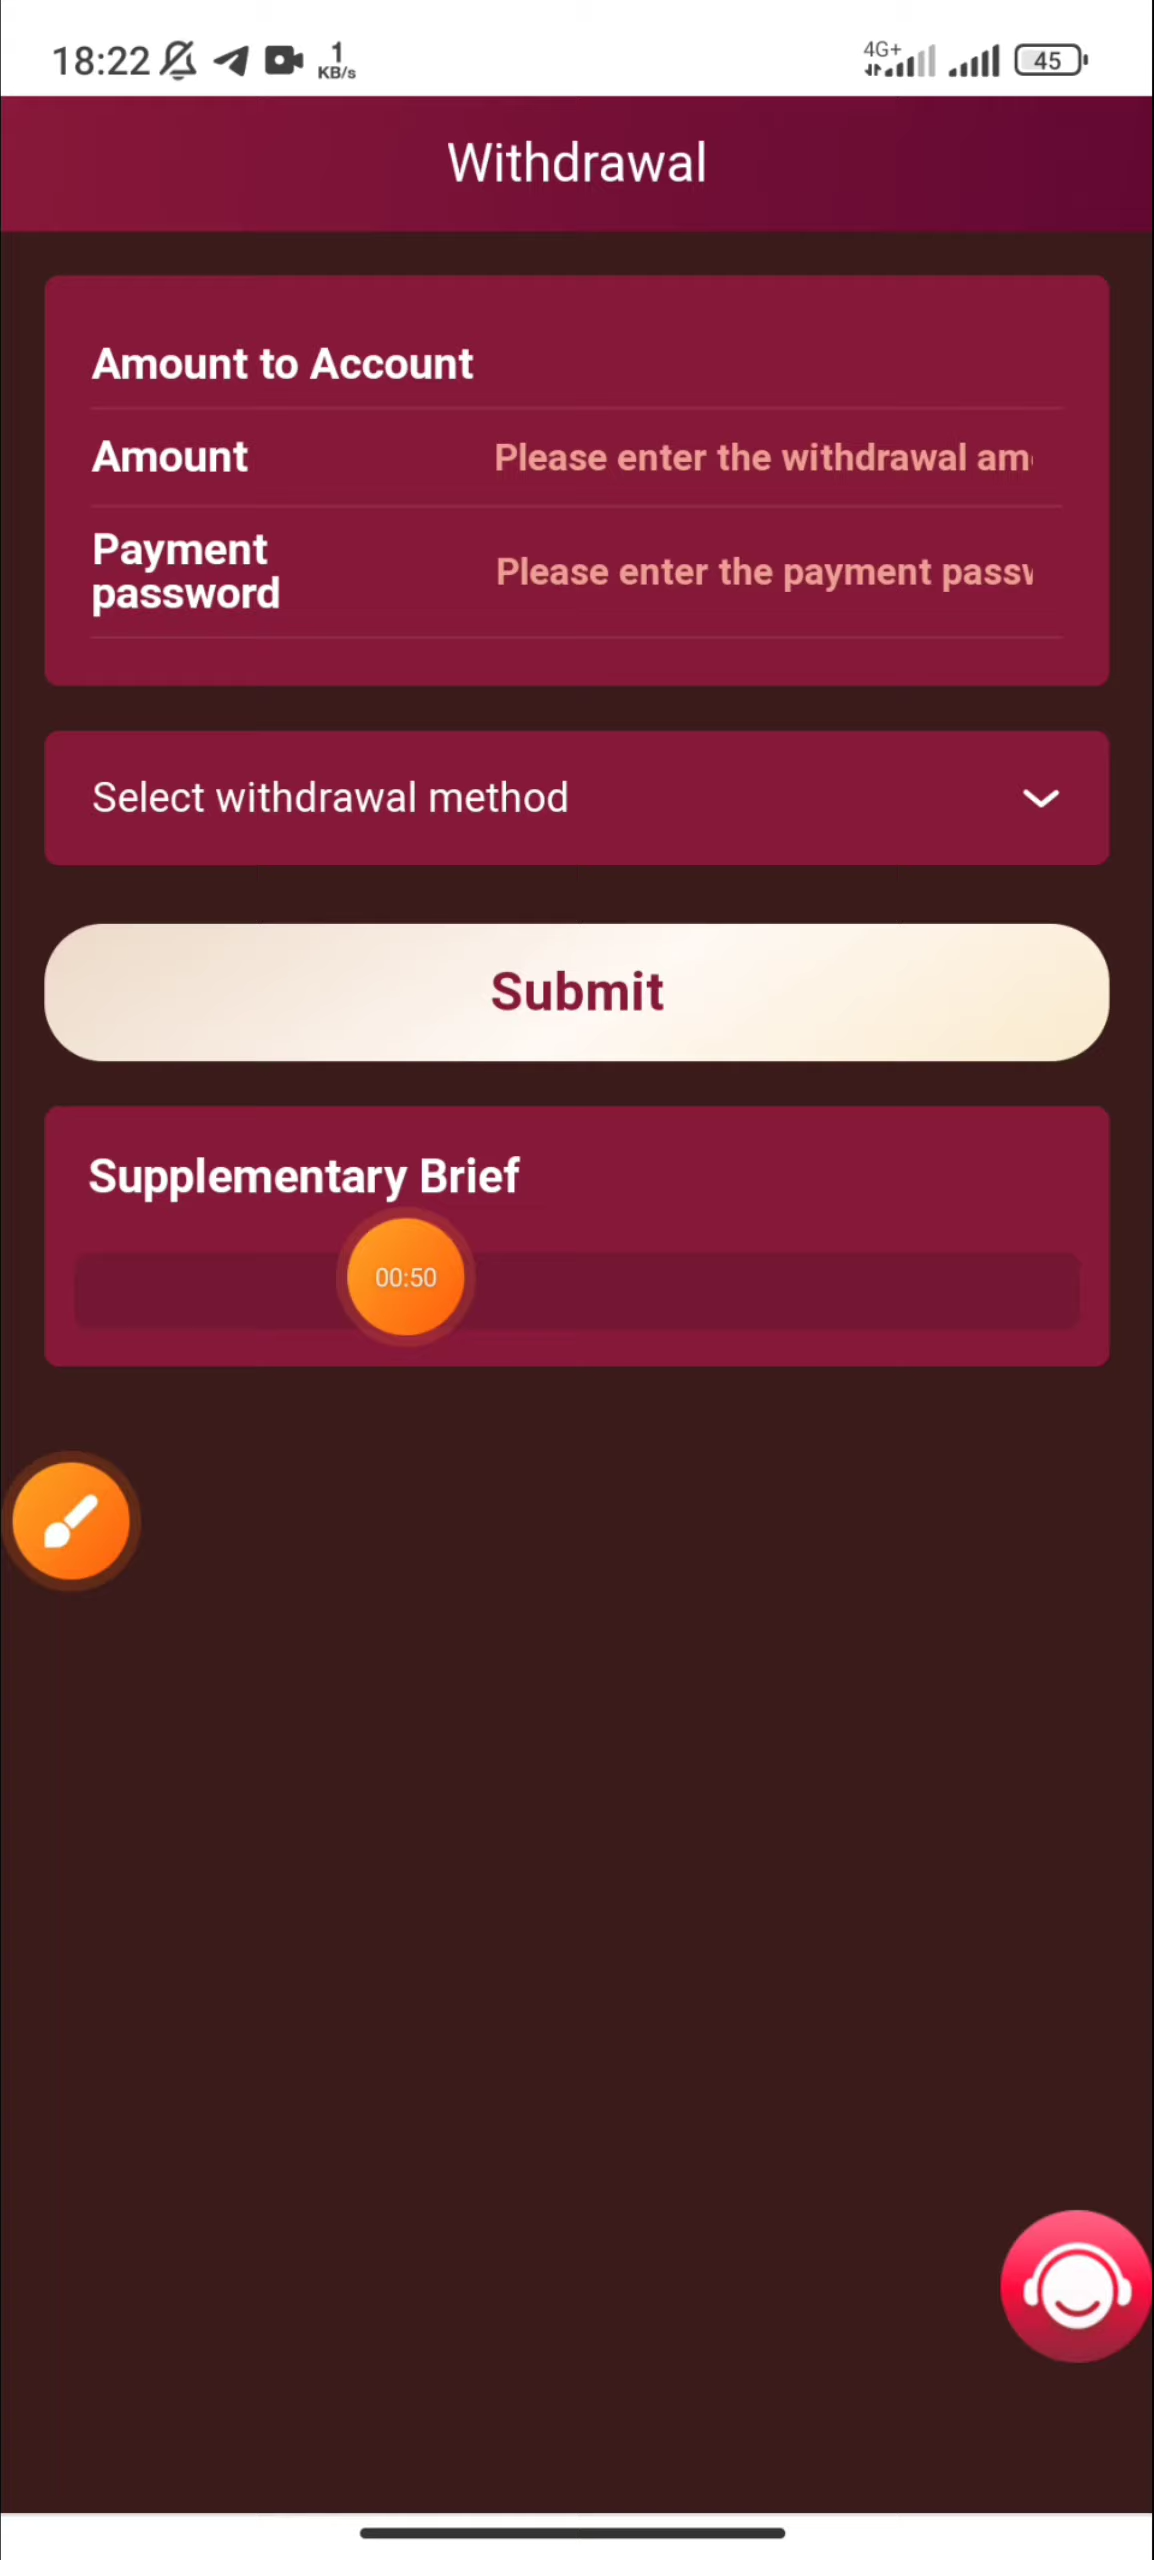 18:22 1 KB/s 4G+ 45
Withdrawal
Amount to Account
Amount Please enter the withdrawal am
Payment
password Please enter the payment pass
Select withdrawal method
Submit
Supplementary Brief
00:50